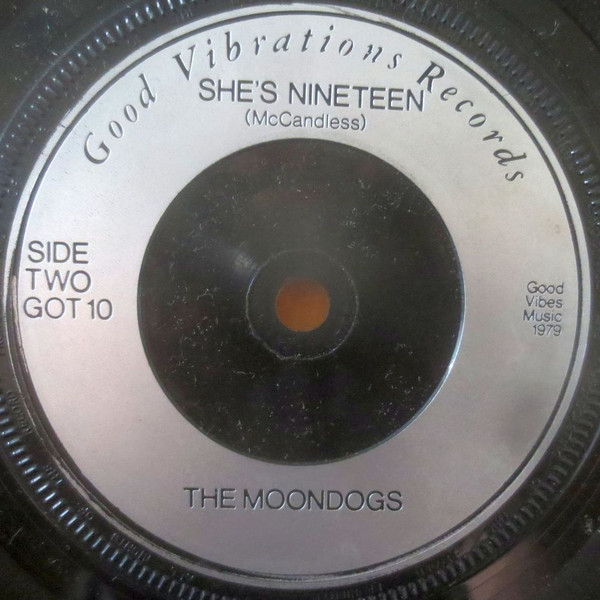 Good Vibrations Records
SHE'S NINETEEN
(McCandless)
SIDE
TWO
GOT 10
Good
Vibes
Music
1979
THE MOONDOGS